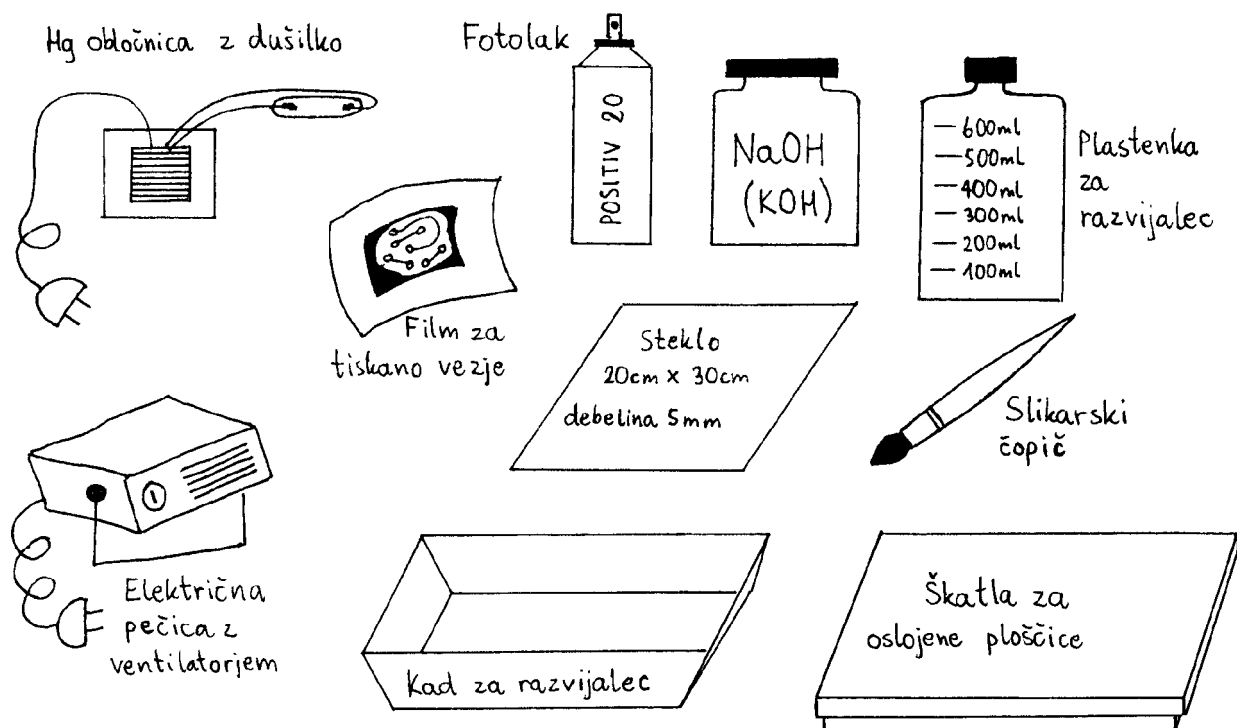 Hg obločnica z dušilko
Fotolak
POSITIV 20
NaOH
(KOH)
600ml
500ml
400ml
300ml
200ml
100ml
Plastenka
za
razvijalec
Film za
tiskano vezje
Steklo
20cm x 30cm
debelina 5mm
Slikarski
čopič
Električna
pečica z
ventilatorjem
Kad za razvijalec
Škatla za
oslojene ploščice